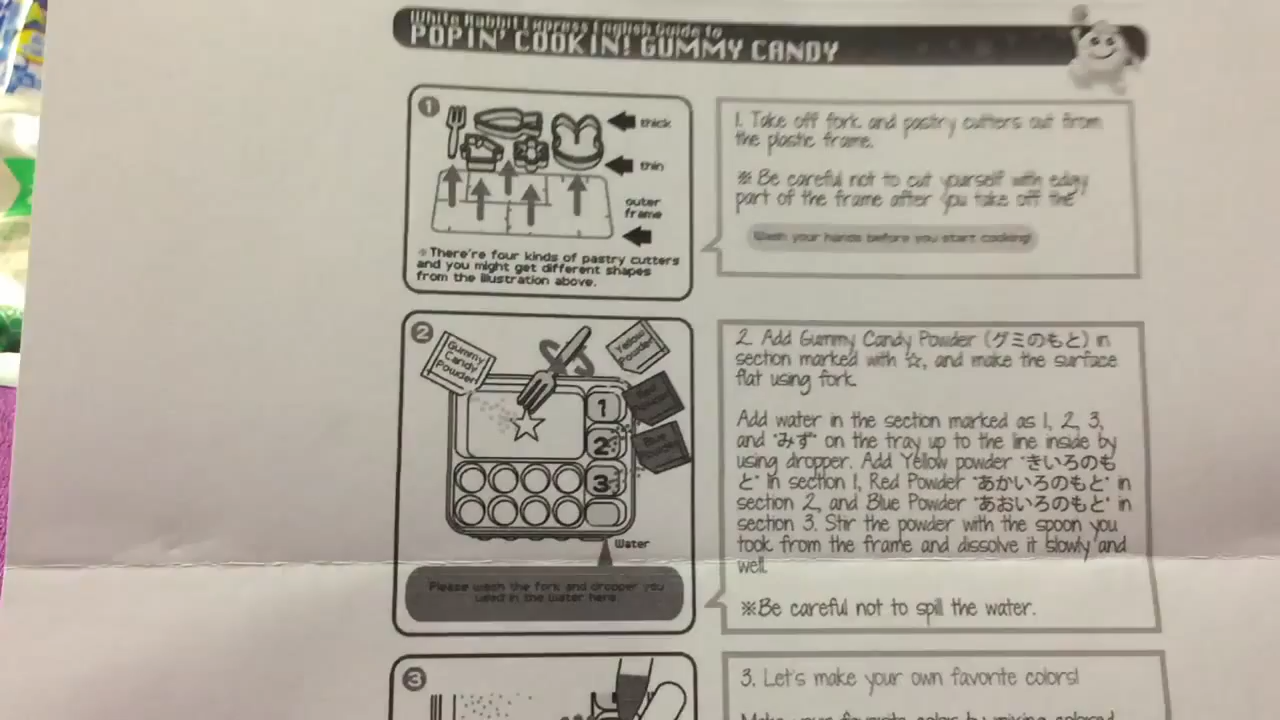 White Rabbit Express English Guide to
POPIN' COOKIN! GUMMY CANDY
1
thick
thin
outer
frame
※There're four kinds of pastry cutters
and you might get different shapes
from the illustration above.
1. Take off fork and pastry cutters out from
the plastic frame.
※ Be careful not to cut yourself with edgy
part of the frame after you take off the
Wash your hands before you start cooking!
2
Gummy
Candy
Powder
Yellow
Powder
Red
Powder
Blue
Powder
1
2
3
Water
Please wash the fork and dropper you
used in the water here.
2. Add Gummy Candy Powder (グミのもと) in
section marked with ☆, and make the surface
flat using fork.
Add water in the section marked as 1, 2, 3,
and "みず" on the tray up to the line inside by
using dropper. Add Yellow powder "きいろのも
と" in section 1, Red Powder "あかいろのもと" in
section 2, and Blue Powder "あおいろのもと" in
section 3. Stir the powder with the spoon you
took from the frame and dissolve it slowly and
well.
※Be careful not to spill the water.
3
3. Let's make your own favorite colors!
Make your favorite color by mixing colored